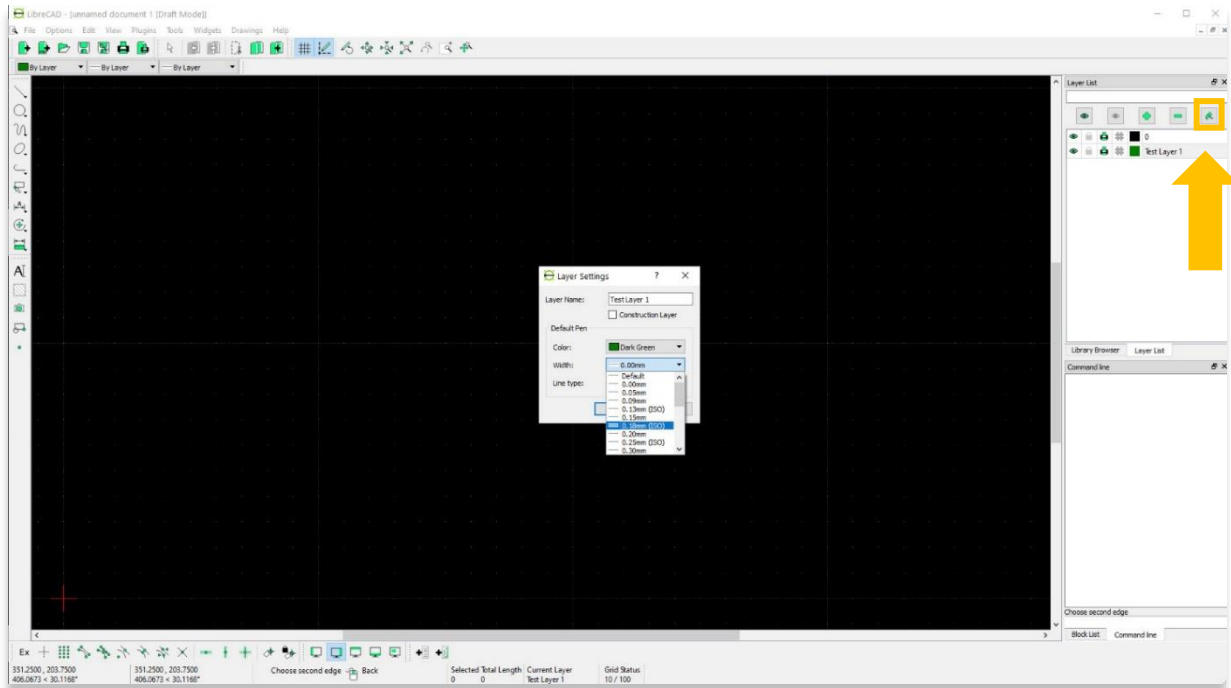 LibreCAD - [unnamed document 1 [Draft Mode]]
File Options Edit View Plugins Tools Widgets Drawings Help
By Layer By Layer By Layer
Layer List
0
Test Layer 1
Layer Settings ? X
Layer Name: Test Layer 1
Construction Layer
Default Pen
Color: Dark Green
Width: 0.00mm
Line type:
Default
0.00mm
0.05mm
0.09mm
0.13mm (ISO)
0.15mm
0.18mm (ISO)
0.20mm
0.25mm (ISO)
0.30mm
Library Browser Layer List
Command line
Choose second edge
Block List Command line
AI
Ex
351.2500 , 203.7500 351.2500 , 203.7500 Choose second edge Back Selected Total Length Current Layer Grid Status
406.0673 < 30.1168° 406.0673 < 30.1168° 0 0 Test Layer 1 10 / 100